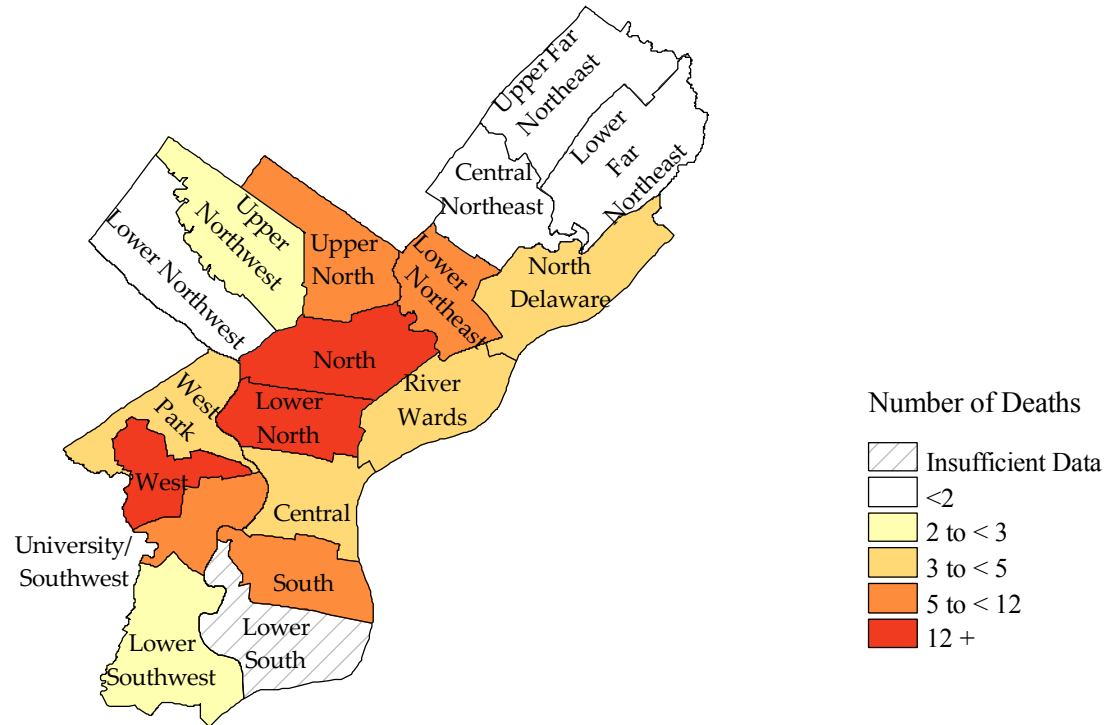 Upper Far
Northeast
Lower
Far
Northeast
Central
Northeast
Upper
Northwest
Lower Northwest
Upper
North
Lower
Northeast
North
Delaware
North
River
Wards
West
Park
Lower
North
West
Central
University/
Southwest
South
Lower
South
Lower
Southwest
Number of Deaths
Insufficient Data
<2
2 to < 3
3 to < 5
5 to < 12
12 +